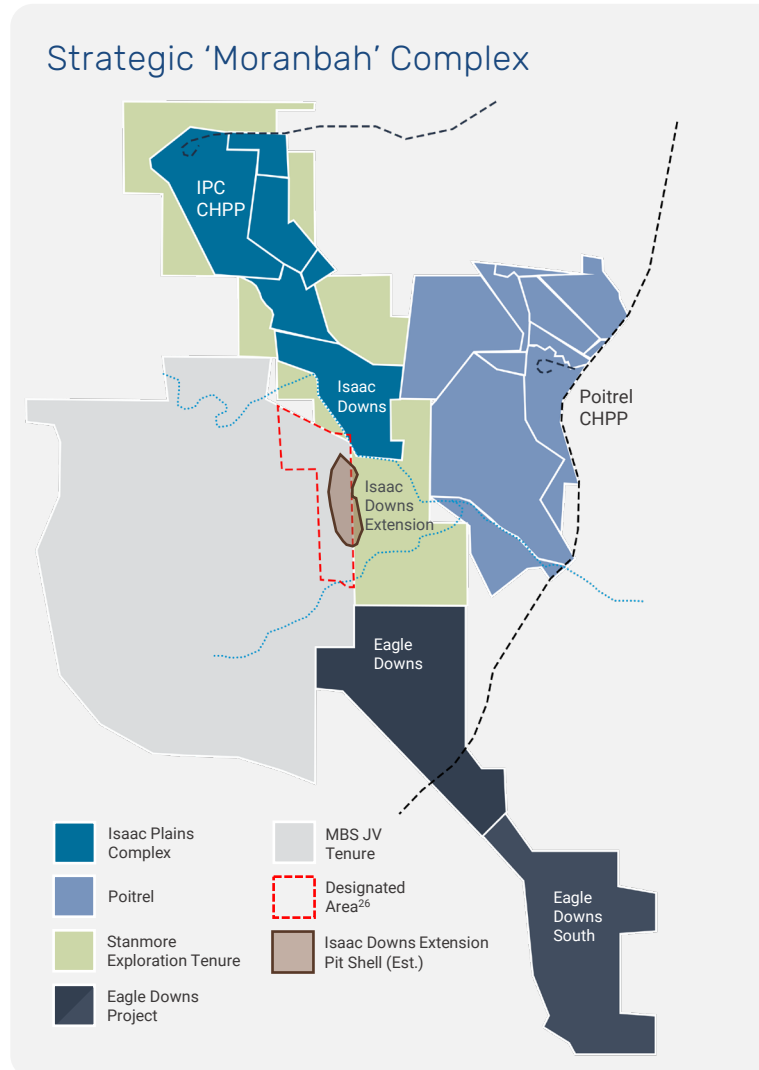 Strategic ‘Moranbah’ Complex
IPC
CHPP
Isaac
Downs
Poitrel
CHPP
Isaac
Downs
Extension
Eagle
Downs
Eagle
Downs
South
Isaac Plains
Complex
Poitrel
Stanmore
Exploration Tenure
Eagle Downs
Project
MBS JV
Tenure
Designated
Area26
Isaac Downs Extension
Pit Shell (Est.)